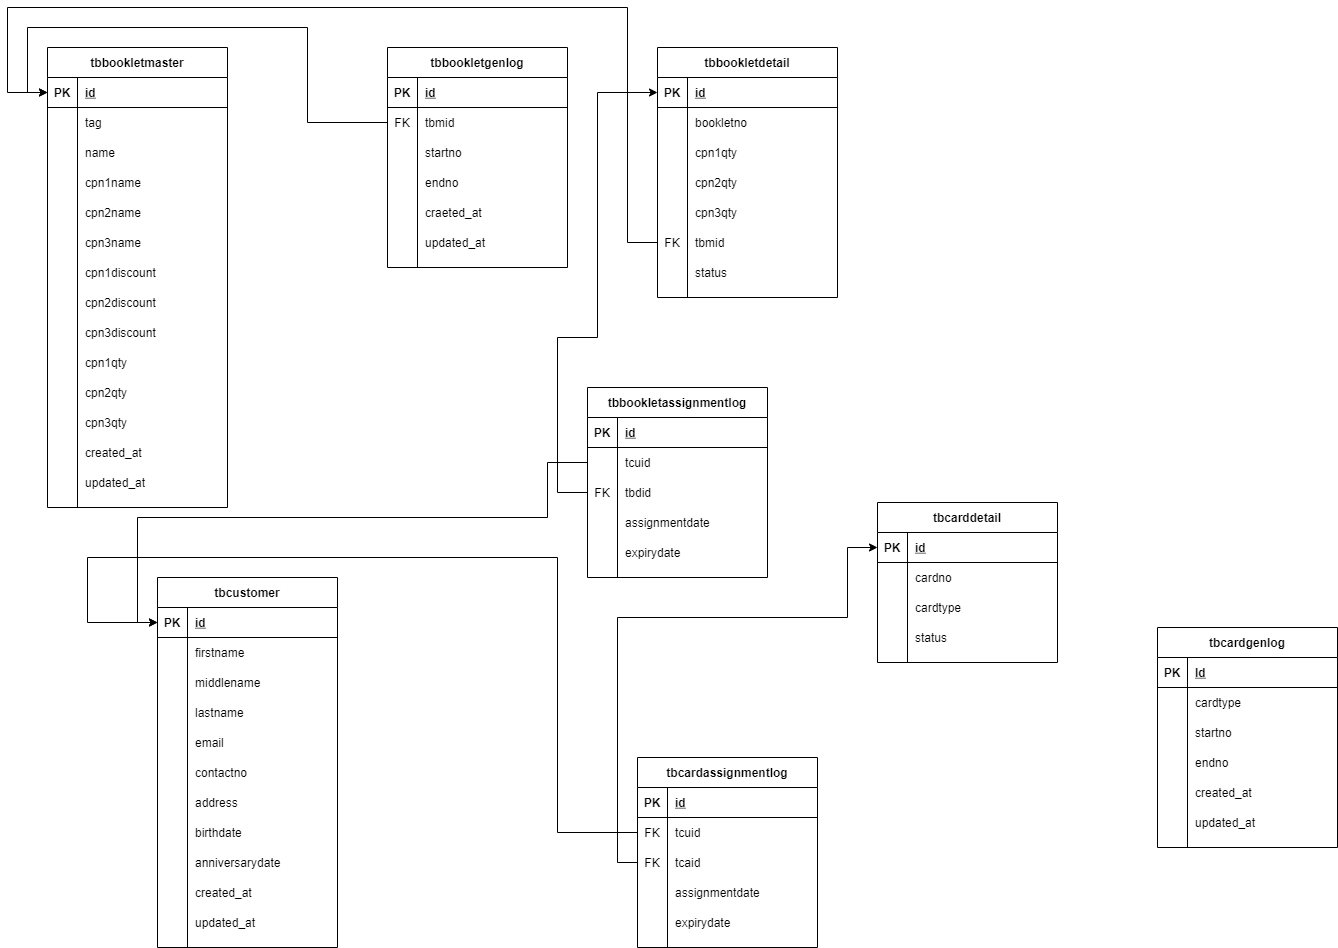 tbbookletmaster
PK id
tag
name
cpn1name
cpn2name
cpn3name
cpn1discount
cpn2discount
cpn3discount
cpn1qty
cpn2qty
cpn3qty
created_at
updated_at
tbbookletgenlog
PK id
FK tbmid
startno
endno
craeted_at
updated_at
tbbookletdetail
PK id
bookletno
cpn1qty
cpn2qty
cpn3qty
FK tbmid
status
tbbookletassignmentlog
PK id
tcuid
FK tbdid
assignmentdate
expirydate
tbcarddetail
PK id
cardno
cardtype
status
tbcustomer
PK id
firstname
middlename
lastname
email
contactno
address
birthdate
anniversarydate
created_at
updated_at
tbcardgenlog
PK Id
cardtype
startno
endno
created_at
updated_at
tbcardassignmentlog
PK id
FK tcuid
FK tcaid
assignmentdate
expirydate